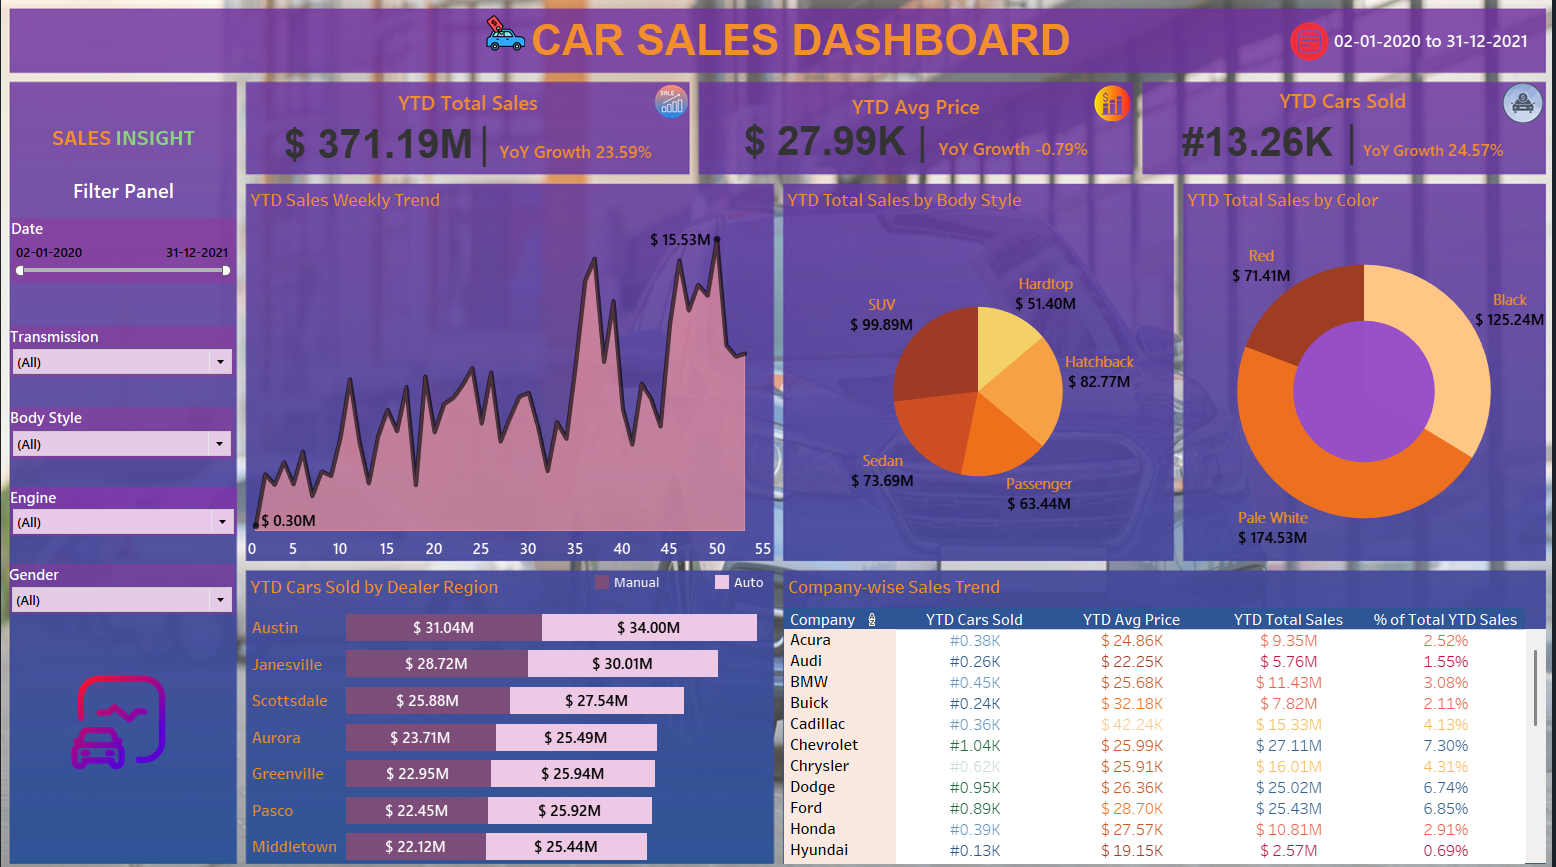 CAR SALES DASHBOARD
02-01-2020 to 31-12-2021
SALES INSIGHT
Filter Panel
Date
02-01-2020 31-12-2021
Transmission
(All)
Body Style
(All)
Engine
(All)
Gender
(All)
YTD Total Sales
SALE
$ 371.19M | YoY Growth 23.59%
YTD Avg Price
$ 27.99K | YoY Growth -0.79%
YTD Cars Sold
#13.26K | YoY Growth 24.57%
YTD Sales Weekly Trend
$ 15.53M
$ 0.30M
0 5 10 15 20 25 30 35 40 45 50 55
YTD Total Sales by Body Style
Hardtop
$ 51.40M
SUV
$ 99.89M
Hatchback
$ 82.77M
Sedan
$ 73.69M
Passenger
$ 63.44M
YTD Total Sales by Color
Red
$ 71.41M
Black
$ 125.24M
Pale White
$ 174.53M
YTD Cars Sold by Dealer Region
Manual Auto
Austin $ 31.04M $ 34.00M
Janesville $ 28.72M $ 30.01M
Scottsdale $ 25.88M $ 27.54M
Aurora $ 23.71M $ 25.49M
Greenville $ 22.95M $ 25.94M
Pasco $ 22.45M $ 25.92M
Middletown $ 22.12M $ 25.44M
Company-wise Sales Trend
Company YTD Cars Sold YTD Avg Price YTD Total Sales % of Total YTD Sales
Acura #0.38K $ 24.86K $ 9.35M 2.52%
Audi #0.26K $ 22.25K $ 5.76M 1.55%
BMW #0.45K $ 25.68K $ 11.43M 3.08%
Buick #0.24K $ 32.18K $ 7.82M 2.11%
Cadillac #0.36K $ 42.24K $ 15.33M 4.13%
Chevrolet #1.04K $ 25.99K $ 27.11M 7.30%
Chrysler #0.62K $ 25.91K $ 16.01M 4.31%
Dodge #0.95K $ 26.36K $ 25.02M 6.74%
Ford #0.89K $ 28.70K $ 25.43M 6.85%
Honda #0.39K $ 27.57K $ 10.81M 2.91%
Hyundai #0.13K $ 19.15K $ 2.57M 0.69%